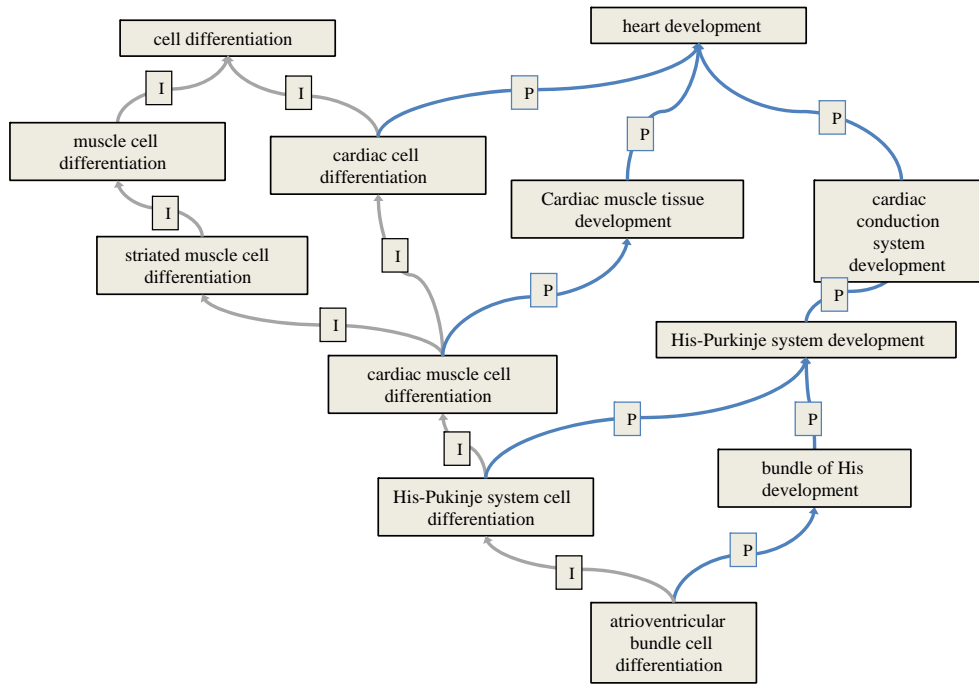 cell differentiation
heart development
I
I
P
P
P
muscle cell
differentiation
cardiac cell
differentiation
Cardiac muscle tissue
development
cardiac
conduction
system
development
I
striated muscle cell
differentiation
I
P
P
I
His-Purkinje system development
cardiac muscle cell
differentiation
P
P
I
His-Pukinje system cell
differentiation
bundle of His
development
I
P
atrioventricular
bundle cell
differentiation